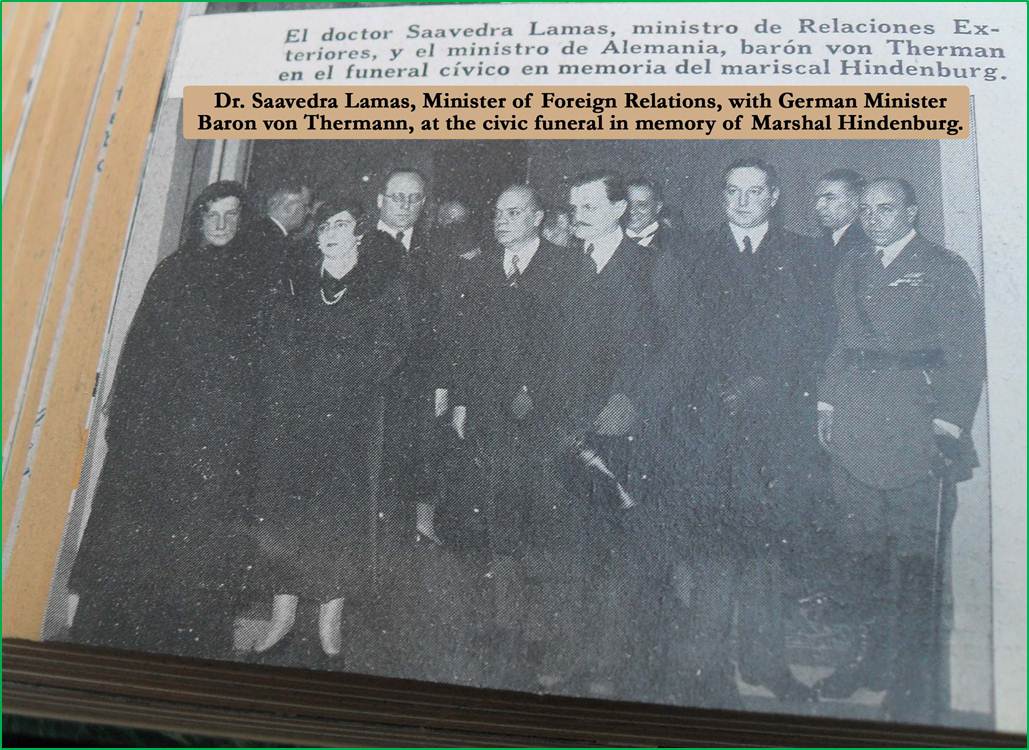 El doctor Saavedra Lamas, ministro de Relaciones Ex-
teriores, y el ministro de Alemania, barón von Therman
en el funeral cívico en memoria del mariscal Hindenburg.
Dr. Saavedra Lamas, Minister of Foreign Relations, with German Minister
Baron von Thermann, at the civic funeral in memory of Marshal Hindenburg.